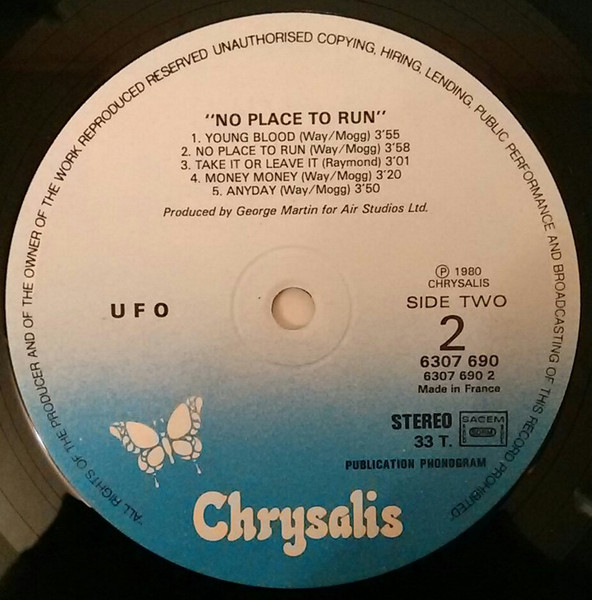 "ALL RIGHTS OF THE PRODUCER AND OF THE OWNER OF THE WORK REPRODUCED RESERVED UNAUTHORISED COPYING, HIRING, LENDING, PUBLIC PERFORMANCE AND BROADCASTING OF THIS RECORD PROHIBITED"
"NO PLACE TO RUN"
1. YOUNG BLOOD (Way/Mogg) 3'55
2. NO PLACE TO RUN (Way/Mogg) 3'58
3. TAKE IT OR LEAVE IT (Raymond) 3'01
4. MONEY MONEY (Way/Mogg) 3'20
5. ANYDAY (Way/Mogg) 3'50
Produced by George Martin for Air Studios Ltd.
UFO
Ⓟ 1980
CHRYSALIS
SIDE TWO
2
6307 690
6307 690 2
Made in France
STEREO
33 T.
SACEM
PUBLICATION PHONOGRAM
Chrysalis